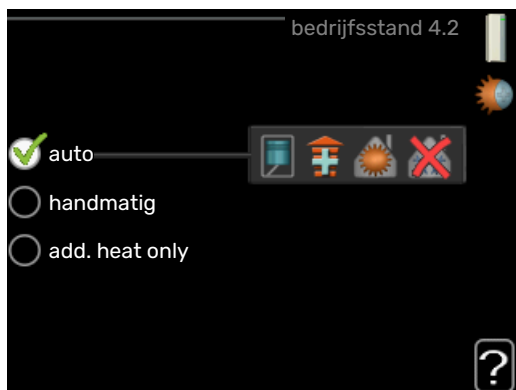 bedrijfsstand 4.2
auto
handmatig
add. heat only
?